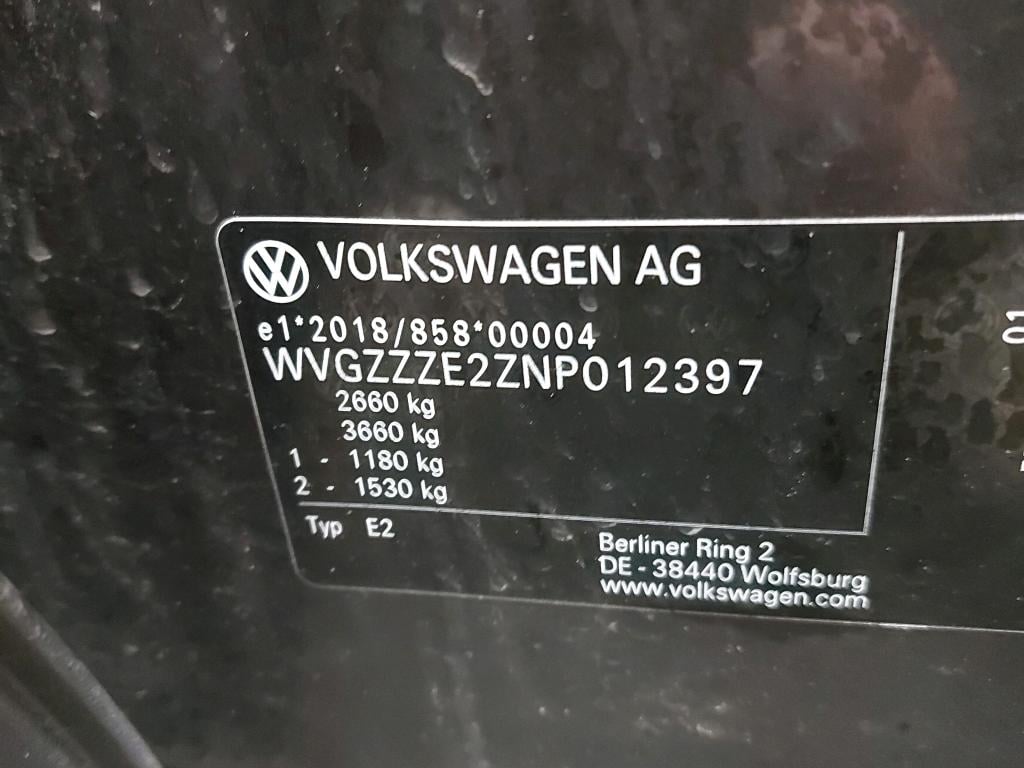 VOLKSWAGEN AG
e1*2018/858*00004
WVGZZZE2ZNP012397
2660 kg
3660 kg
1 - 1180 kg
2 - 1530 kg
Typ E2
Berliner Ring 2
DE - 38440 Wolfsburg
www.volkswagen.com
01